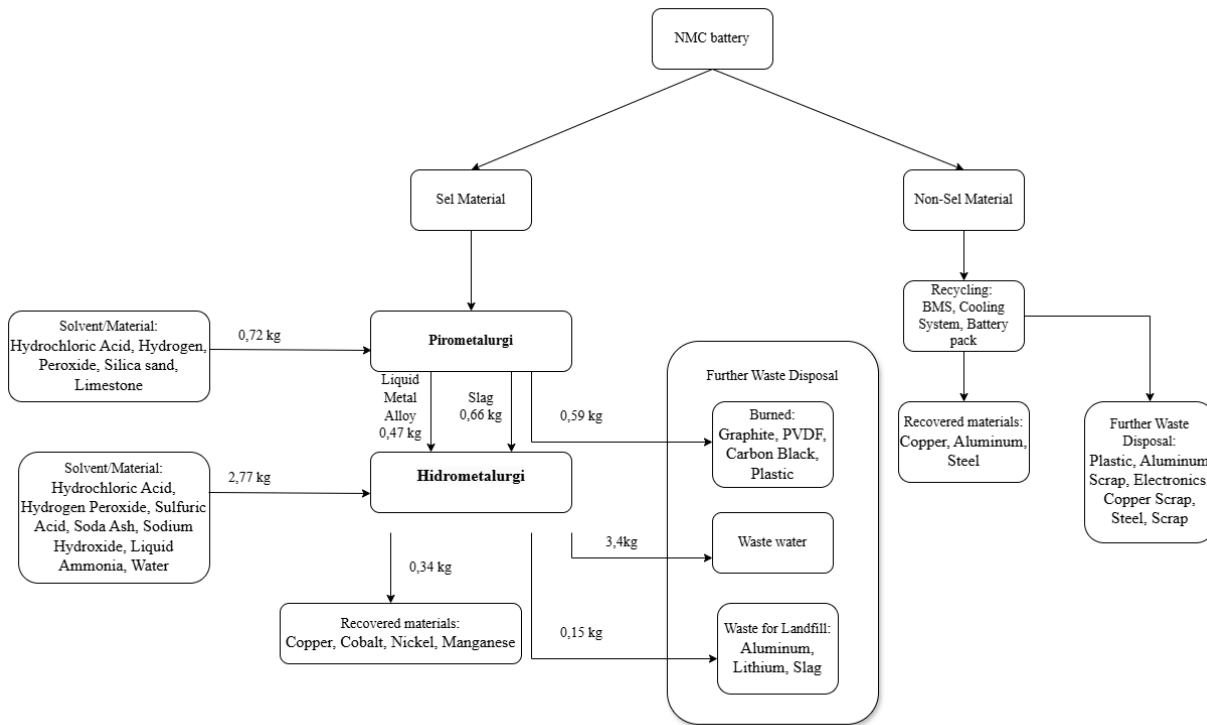 NMC battery
Sel Material
Non-Sel Material
Recycling:
BMS, Cooling
System, Battery
pack
Solvent/Material:
Hydrochloric Acid, Hydrogen,
Peroxide, Silica sand,
Limestone
0,72 kg
Pirometalurgi
Liquid
Metal
Alloy
0,47 kg
Slag
0,66 kg
0,59 kg
Further Waste Disposal
Burned:
Graphite, PVDF,
Carbon Black,
Plastic
Recovered materials:
Copper, Aluminum,
Steel
Further Waste
Disposal:
Plastic, Aluminum
Scrap, Electronics,
Copper Scrap,
Steel, Scrap
Solvent/Material:
Hydrochloric Acid,
Hydrogen Peroxide, Sulfuric
Acid, Soda Ash, Sodium
Hydroxide, Liquid
Ammonia, Water
2,77 kg
Hidrometalurgi
3,4kg
Waste water
0,34 kg
Recovered materials:
Copper, Cobalt, Nickel, Manganese
0,15 kg
Waste for Landfill:
Aluminum,
Lithium, Slag